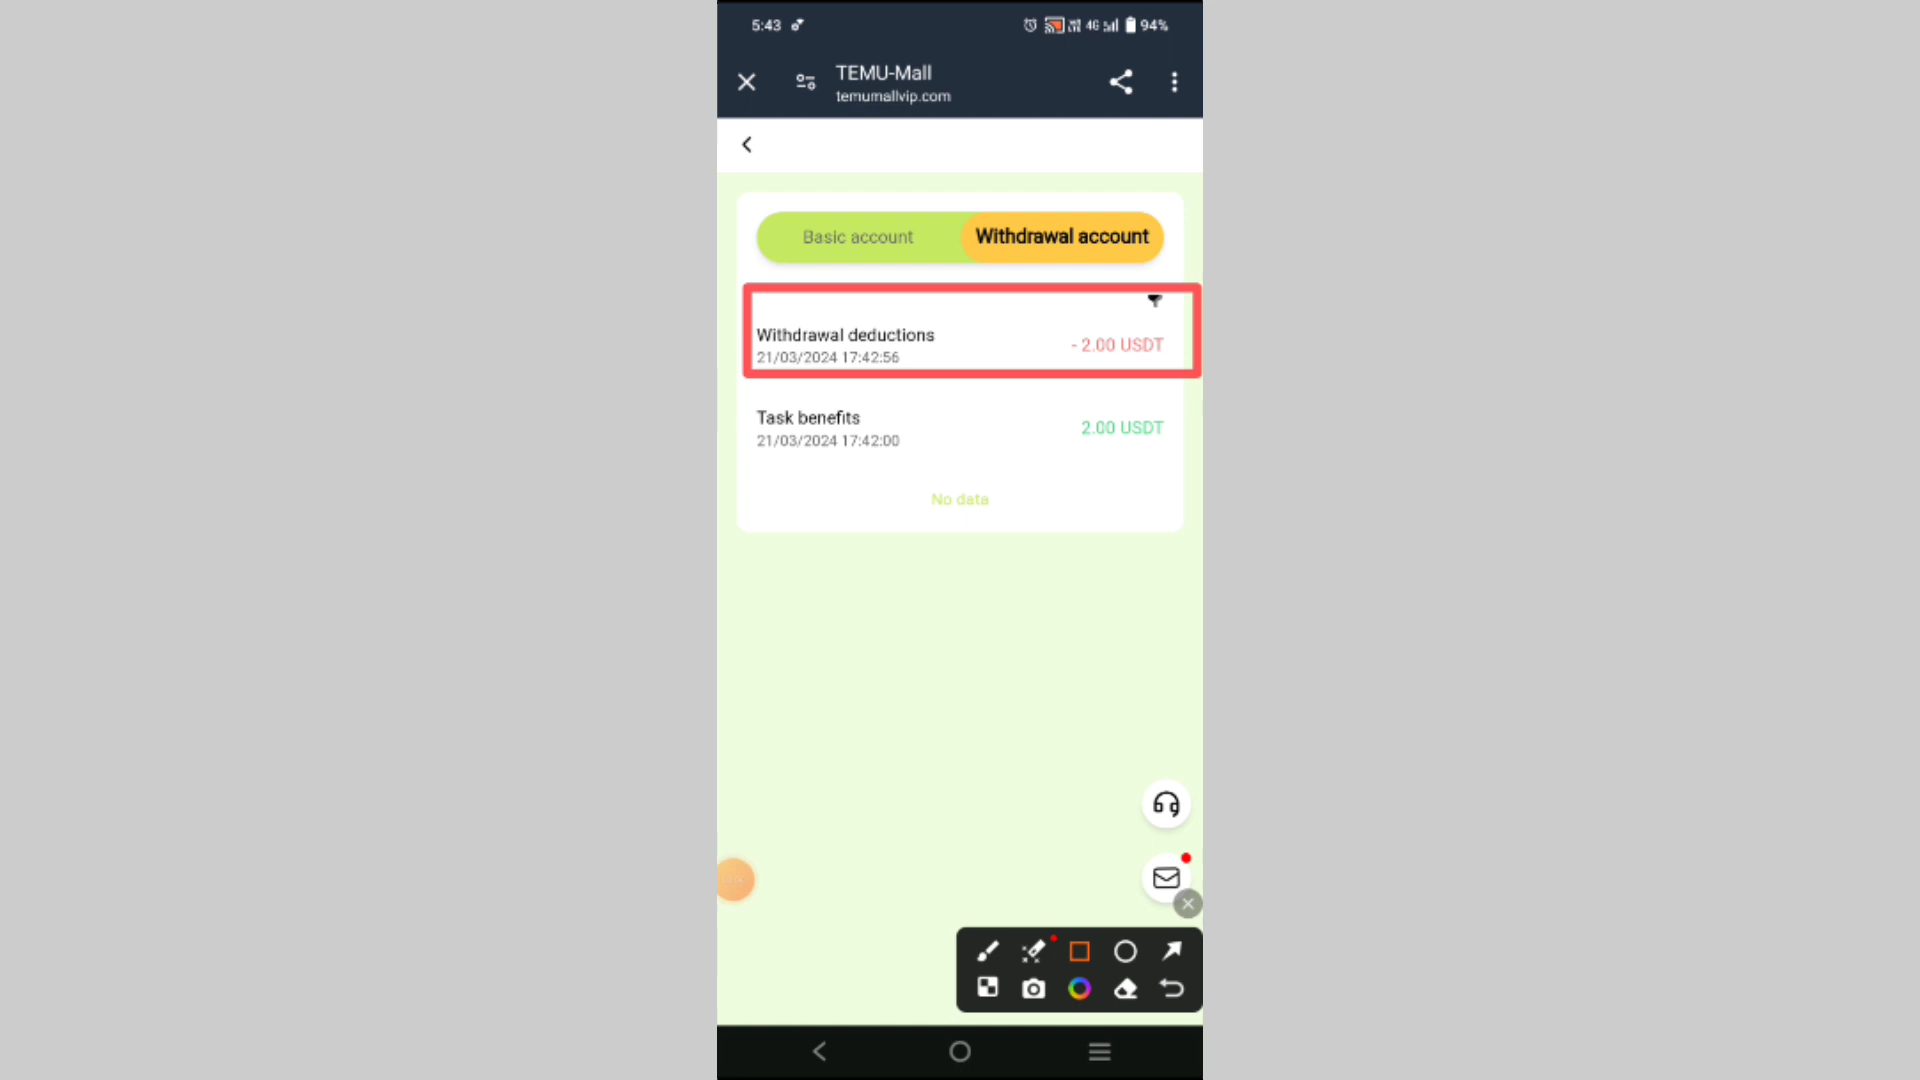 5:43
4G 94%
TEMU-Mall
temumallvip.com
Basic account
Withdrawal account
Withdrawal deductions
- 2.00 USDT
21/03/2024 17:42:56
Task benefits
2.00 USDT
21/03/2024 17:42:00
No data